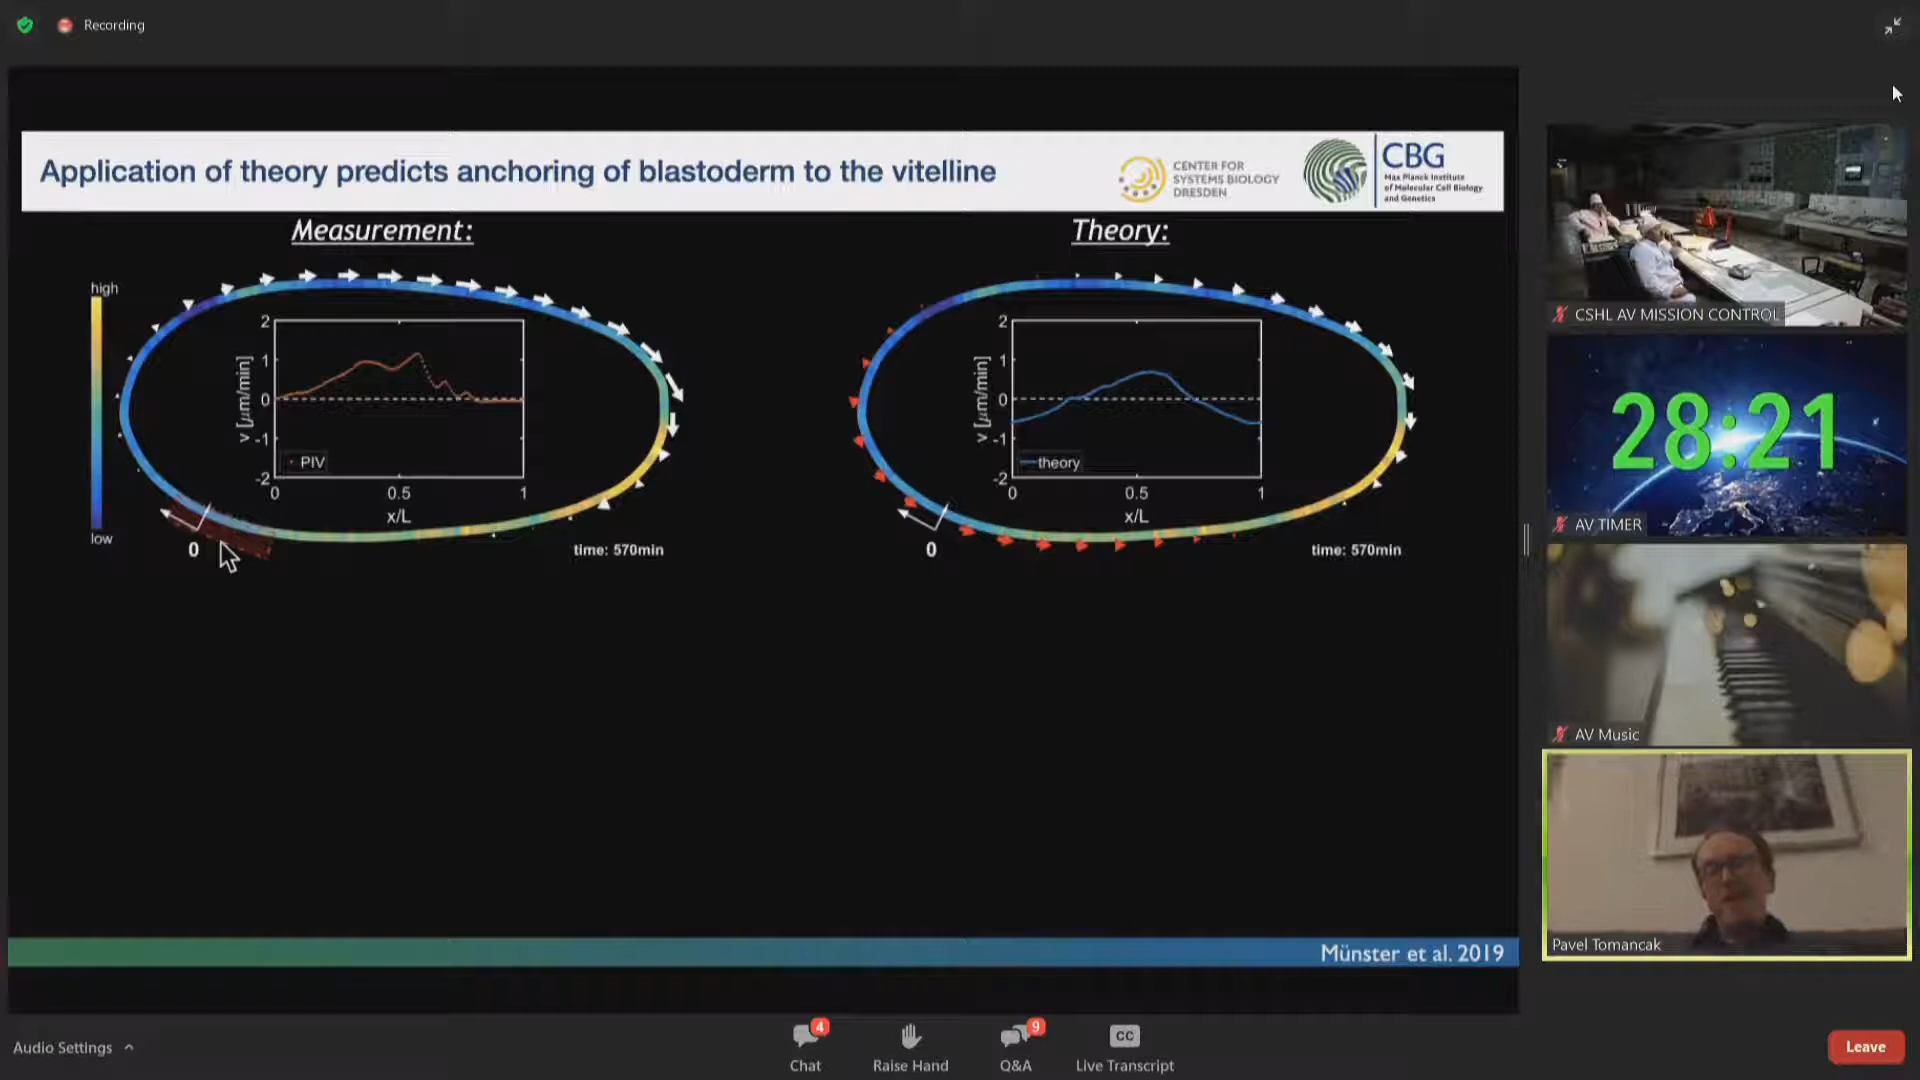 Recording
Application of theory predicts anchoring of blastoderm to the vitelline
CENTER FOR
SYSTEMS BIOLOGY
DRESDEN
CBG
Max Planck Institute
of Molecular Cell Biology
and Genetics
Measurement:
high
low
2
1
0
-1
-2
v [µm/min]
PIV
0
0.5
1
x/L
0
time: 570min
Theory:
2
1
0
-1
-2
v [µm/min]
theory
0
0.5
1
x/L
0
time: 570min
Münster et al. 2019
CSHL AV MISSION CONTROL
28:21
AV TIMER
AV Music
Pavel Tomancak
Audio Settings
4
Chat
Raise Hand
9
Q&A
CC
Live Transcript
Leave